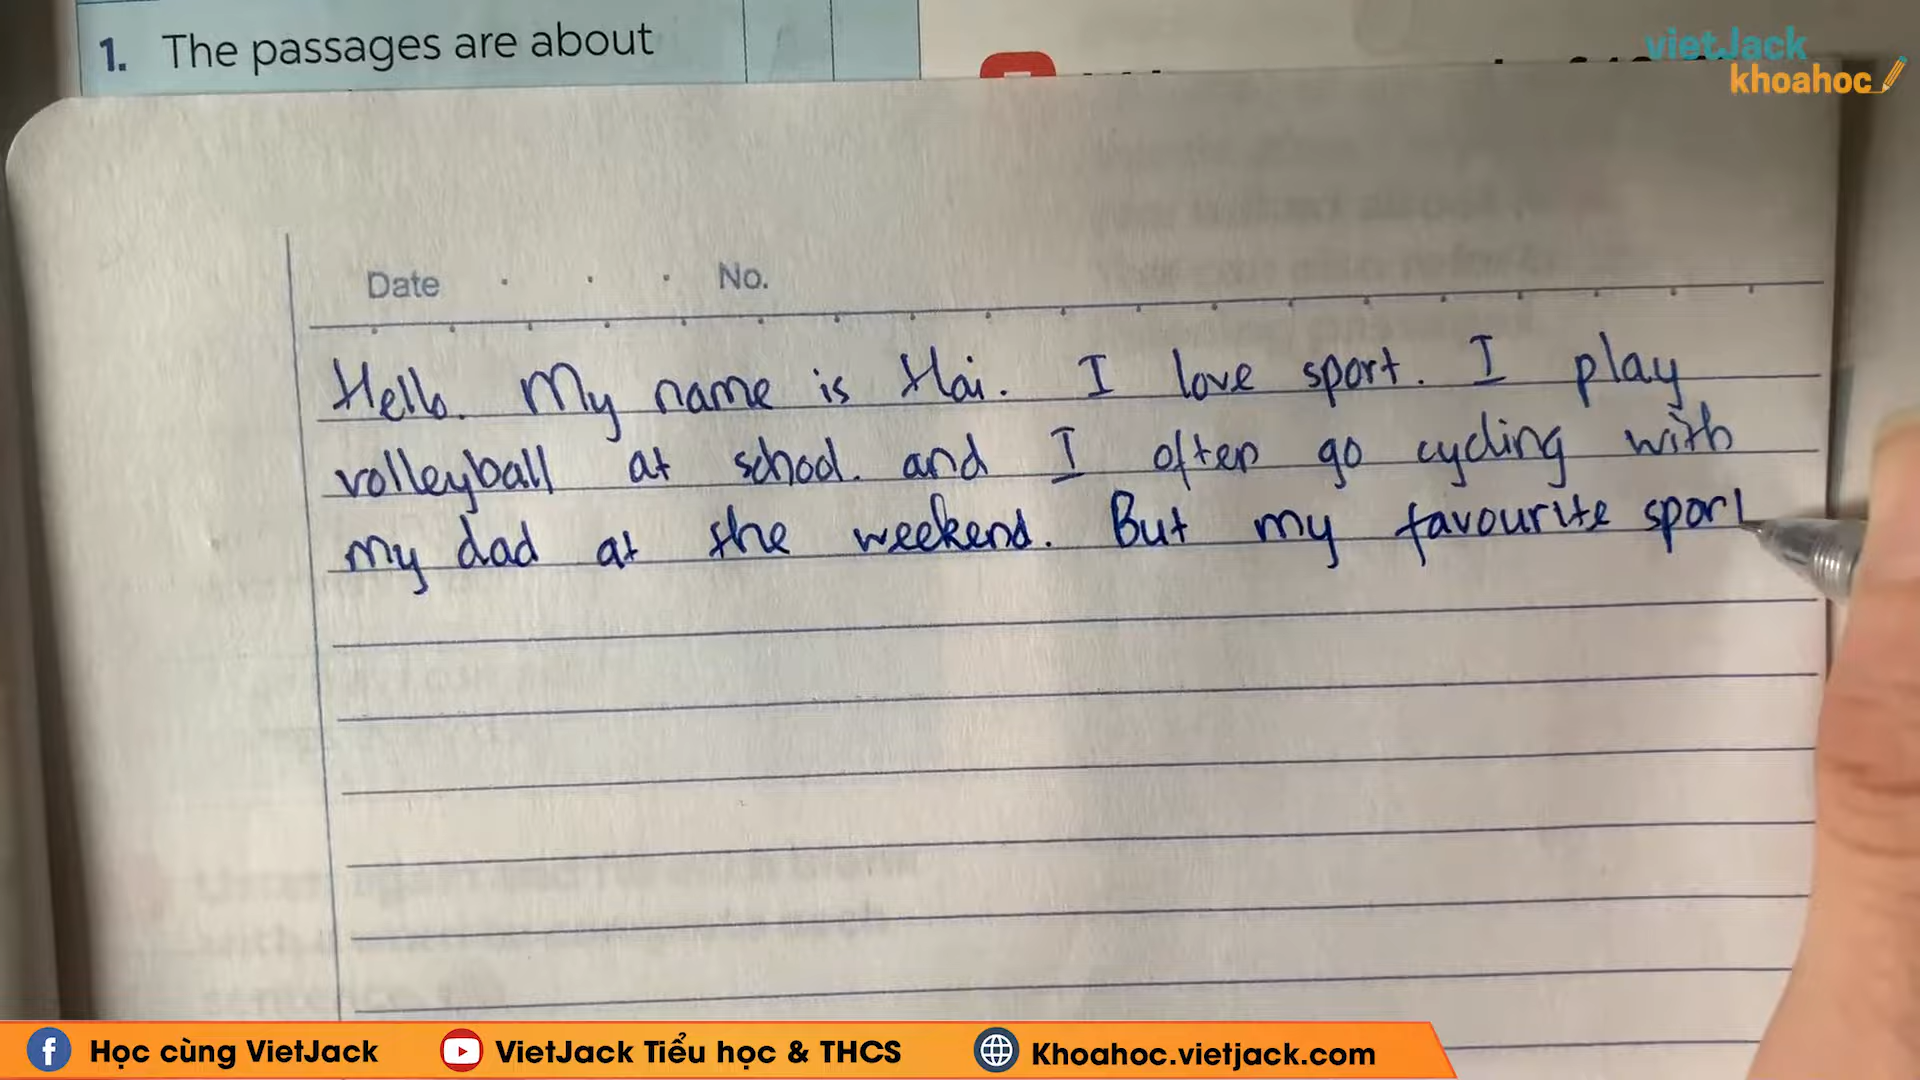 1. The passages are about
vietJack
khoahoc
Date . . . No.
Hello. My name is Hai. I love sport. I play
volleyball at school. and I often go cycling with
my dad at the weekend. But my favourite sport
Học cùng VietJack
VietJack Tiểu học & THCS
Khoahoc.vietjack.com